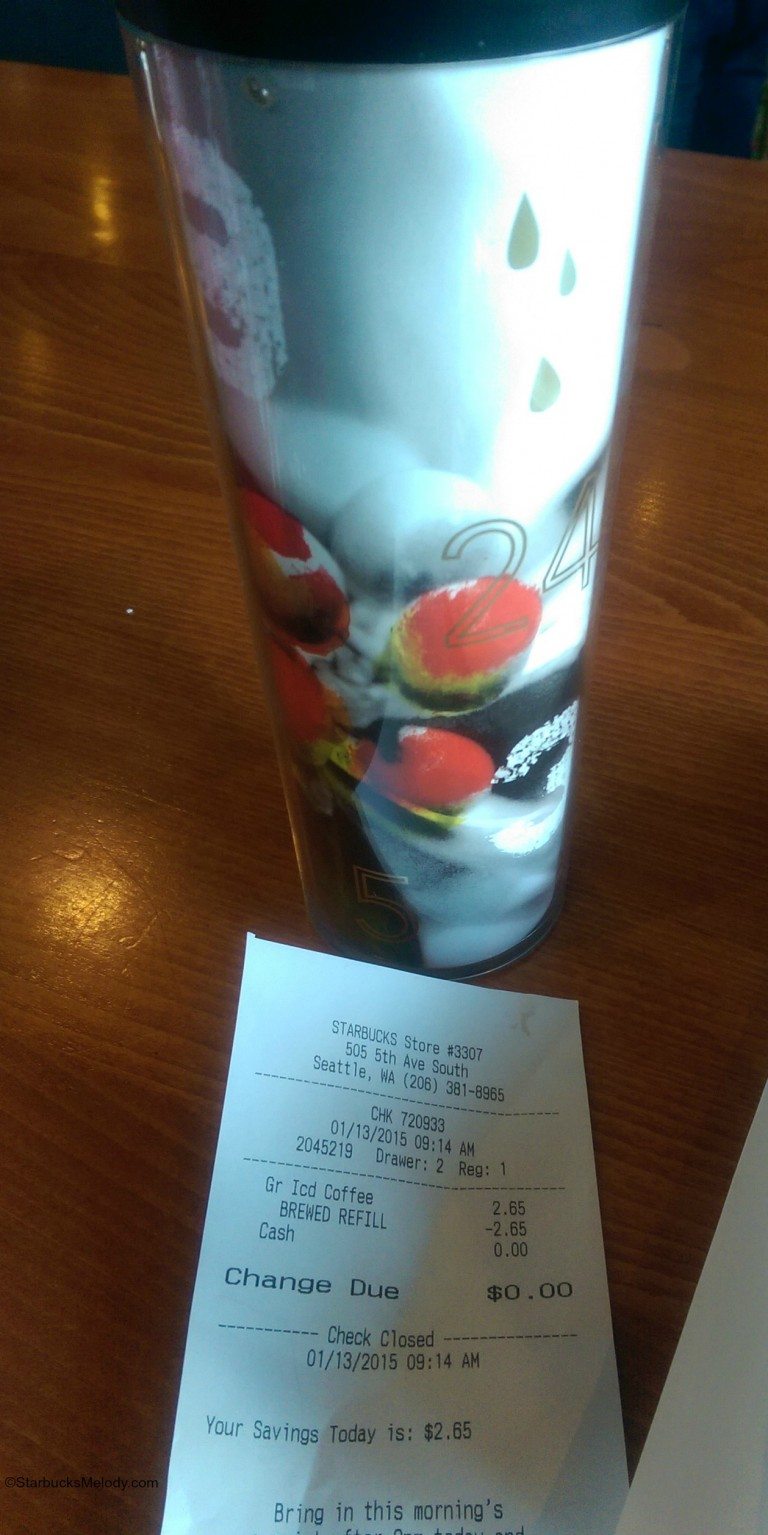 24
5
STARBUCKS Store #3307
505 5th Ave South
Seattle, WA (206) 381-8965
CHK 720933
01/13/2015 09:14 AM
2045219 Drawer: 2 Reg: 1
Gr Icd Coffee 2.65
BREWED REFILL -2.65
Cash 0.00
Change Due $0.00
Check Closed
01/13/2015 09:14 AM
Your Savings Today is: $2.65
Bring in this morning's
©StarbucksMelody.com